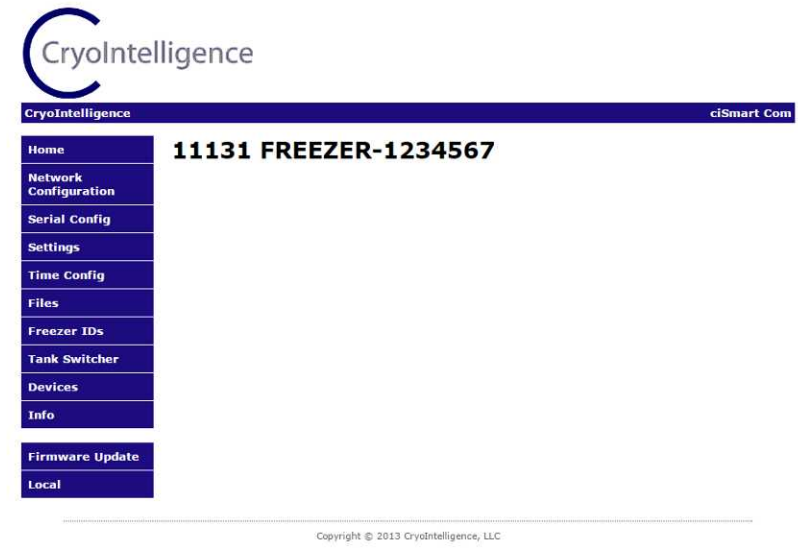 CryoIntelligence
CryoIntelligence ciSmart Com
11131 FREEZER-1234567
Home
Network
Configuration
Serial Config
Settings
Time Config
Files
Freezer IDs
Tank Switcher
Devices
Info
Firmware Update
Local
Copyright © 2013 CryoIntelligence, LLC